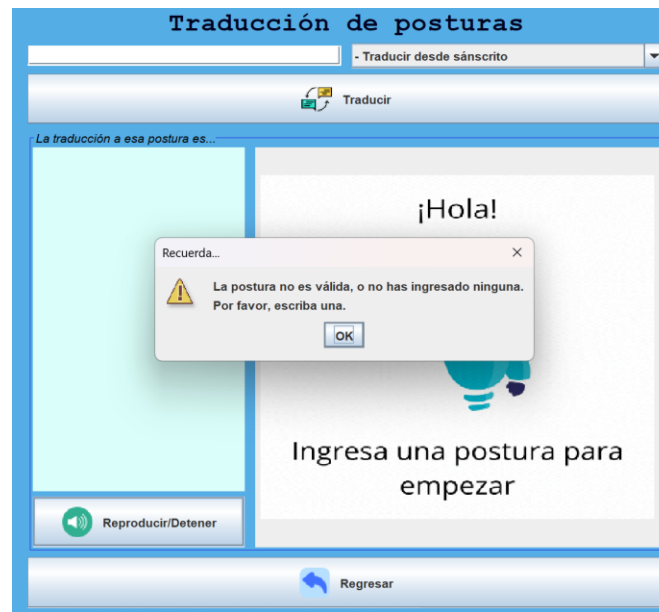 Traducción de posturas
- Traducir desde sánscrito
Traducir
La traducción a esa postura es...
¡Hola!
Recuerda...
La postura no es válida, o no has ingresado ninguna.
Por favor, escriba una.
OK
Ingresa una postura para
empezar
Reproducir/Detener
Regresar